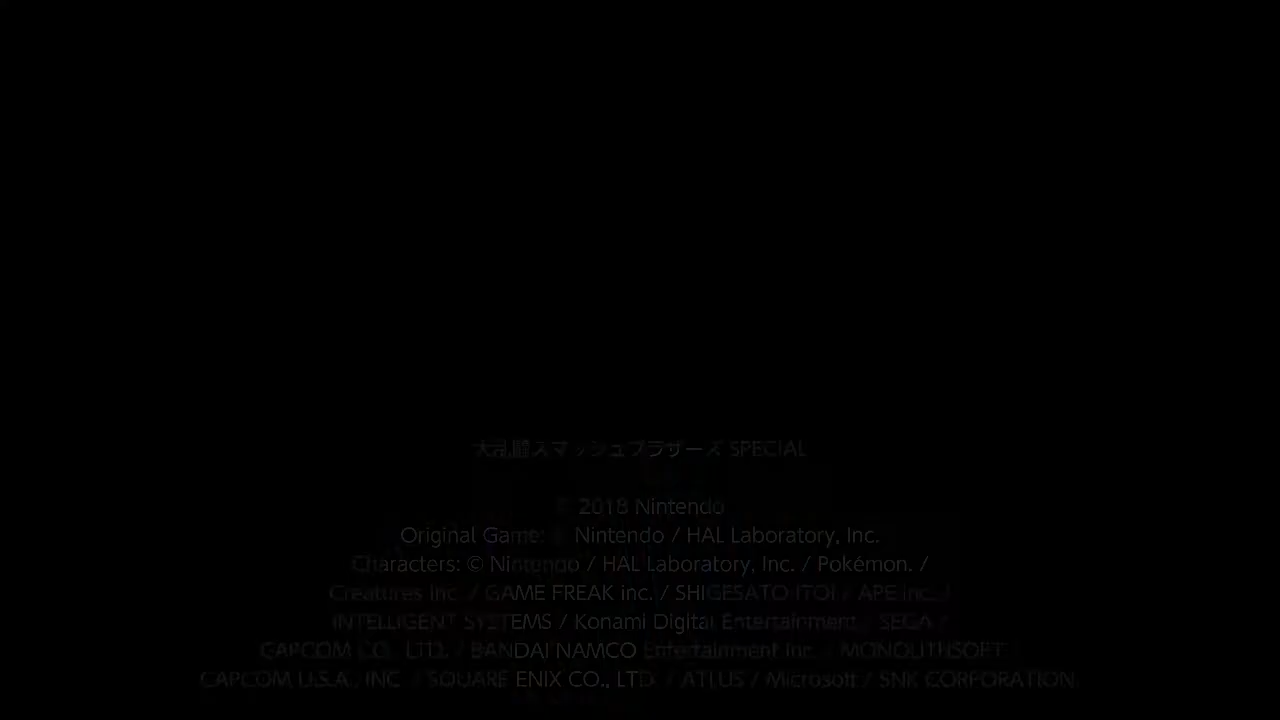 大乱闘スマッシュブラザーズ SPECIAL
© 2018 Nintendo
Original Game: © Nintendo / HAL Laboratory, Inc.
Characters: © Nintendo / HAL Laboratory, Inc. / Pokémon. /
Creatures Inc. / GAME FREAK inc. / SHIGESATO ITOI / APE inc. /
INTELLIGENT SYSTEMS / Konami Digital Entertainment / SEGA /
CAPCOM CO., LTD. / BANDAI NAMCO Entertainment Inc. / MONOLITHSOFT /
CAPCOM U.S.A., INC. / SQUARE ENIX CO., LTD. / ATLUS / Microsoft / SNK CORPORATION.